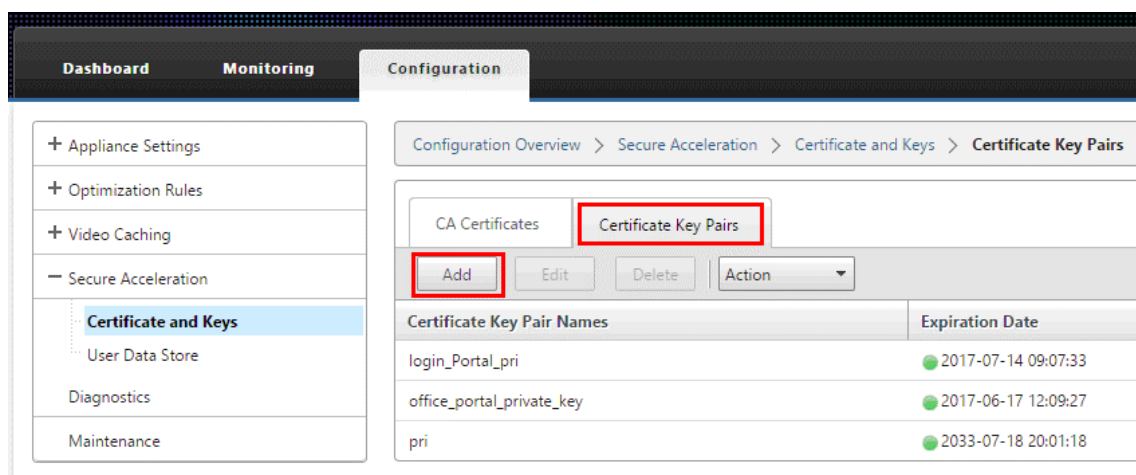 Dashboard Monitoring Configuration
+ Appliance Settings
+ Optimization Rules
+ Video Caching
− Secure Acceleration
Certificate and Keys
User Data Store
Diagnostics
Maintenance
Configuration Overview > Secure Acceleration > Certificate and Keys > Certificate Key Pairs
CA Certificates Certificate Key Pairs
Add Edit Delete Action
Certificate Key Pair Names Expiration Date
login_Portal_pri 2017-07-14 09:07:33
office_portal_private_key 2017-06-17 12:09:27
pri 2033-07-18 20:01:18